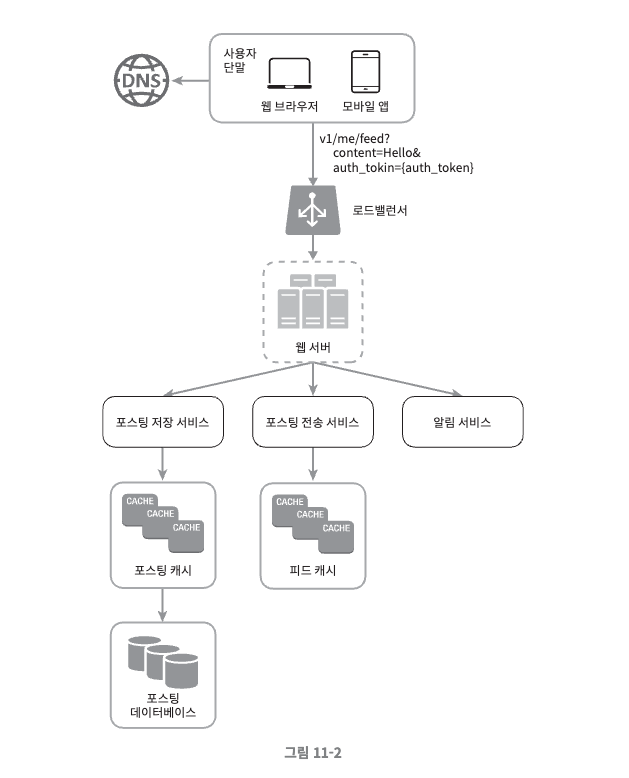 DNS
사용자
단말
웹 브라우저
모바일 앱
v1/me/feed?
content=Hello&
auth_tokin={auth_token}
로드밸런서
웹 서버
포스팅 저장 서비스
포스팅 전송 서비스
알림 서비스
CACHE
CACHE
CACHE
포스팅 캐시
CACHE
CACHE
CACHE
피드 캐시
포스팅
데이터베이스
그림 11-2